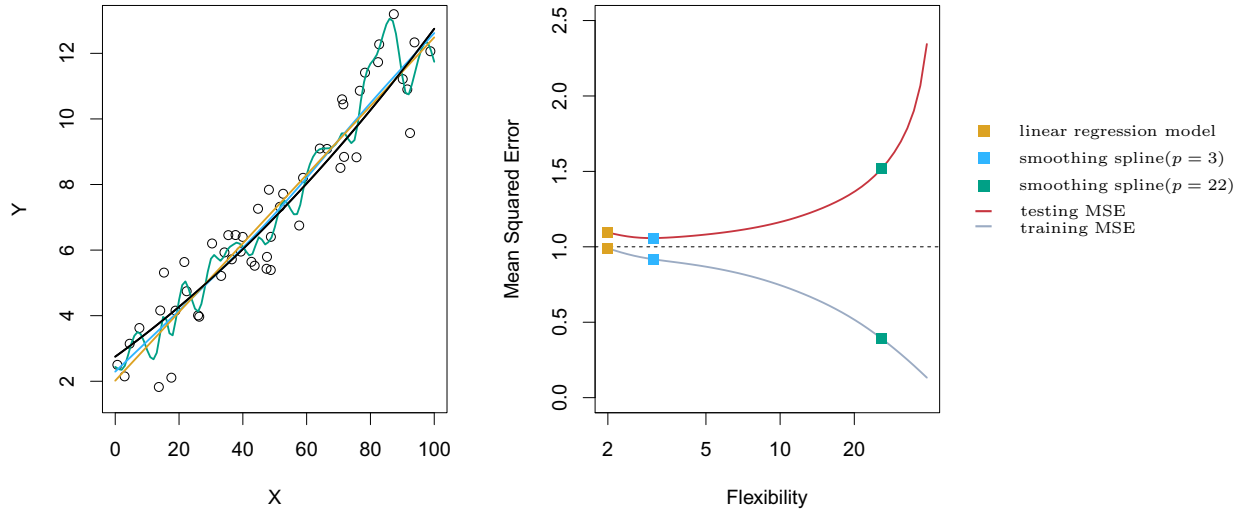 Y
2 4 6 8 10 12
0 20 40 60 80 100
X
Mean Squared Error
0.0 0.5 1.0 1.5 2.0 2.5
2 5 10 20
Flexibility
linear regression model
smoothing spline(p = 3)
smoothing spline(p = 22)
testing MSE
training MSE